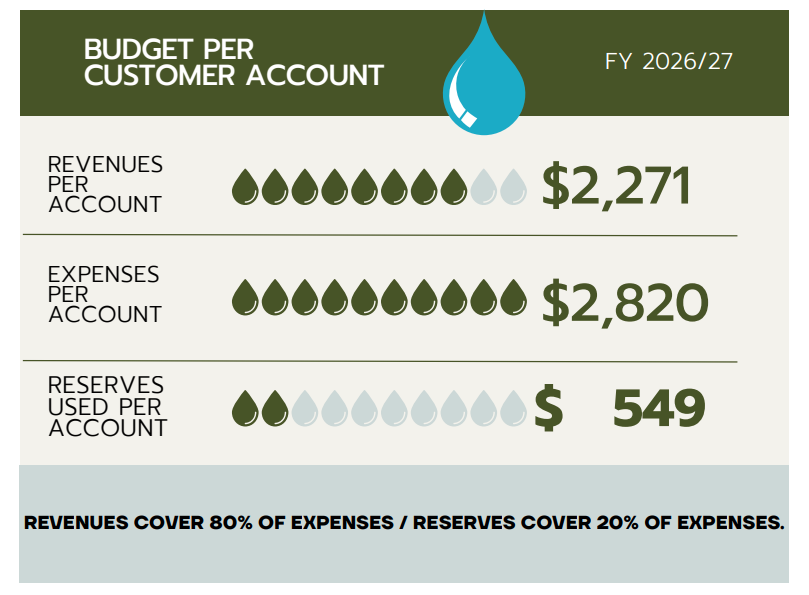 BUDGET PER
CUSTOMER ACCOUNT
FY 2026/27
REVENUES
PER
ACCOUNT
$2,271
EXPENSES
PER
ACCOUNT
$2,820
RESERVES
USED PER
ACCOUNT
$ 549
REVENUES COVER 80% OF EXPENSES / RESERVES COVER 20% OF EXPENSES.